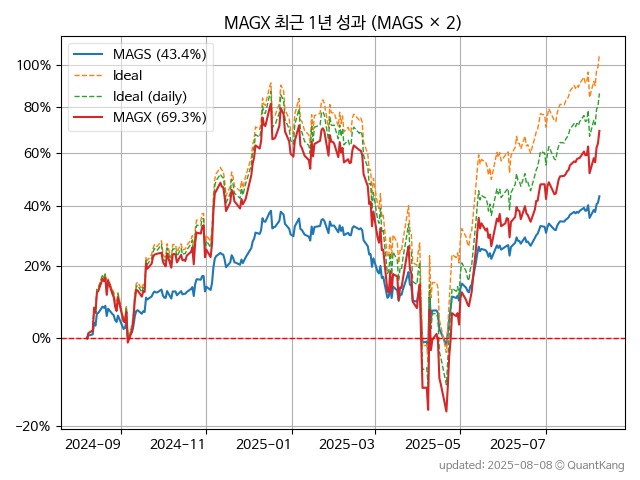 MAGX 최근 1년 성과 (MAGS × 2)
MAGS (43.4%)
Ideal
Ideal (daily)
MAGX (69.3%)
100%
80%
60%
40%
20%
0%
−20%
2024-09
2024-11
2025-01
2025-03
2025-05
2025-07
updated: 2025-08-08 © QuantKang